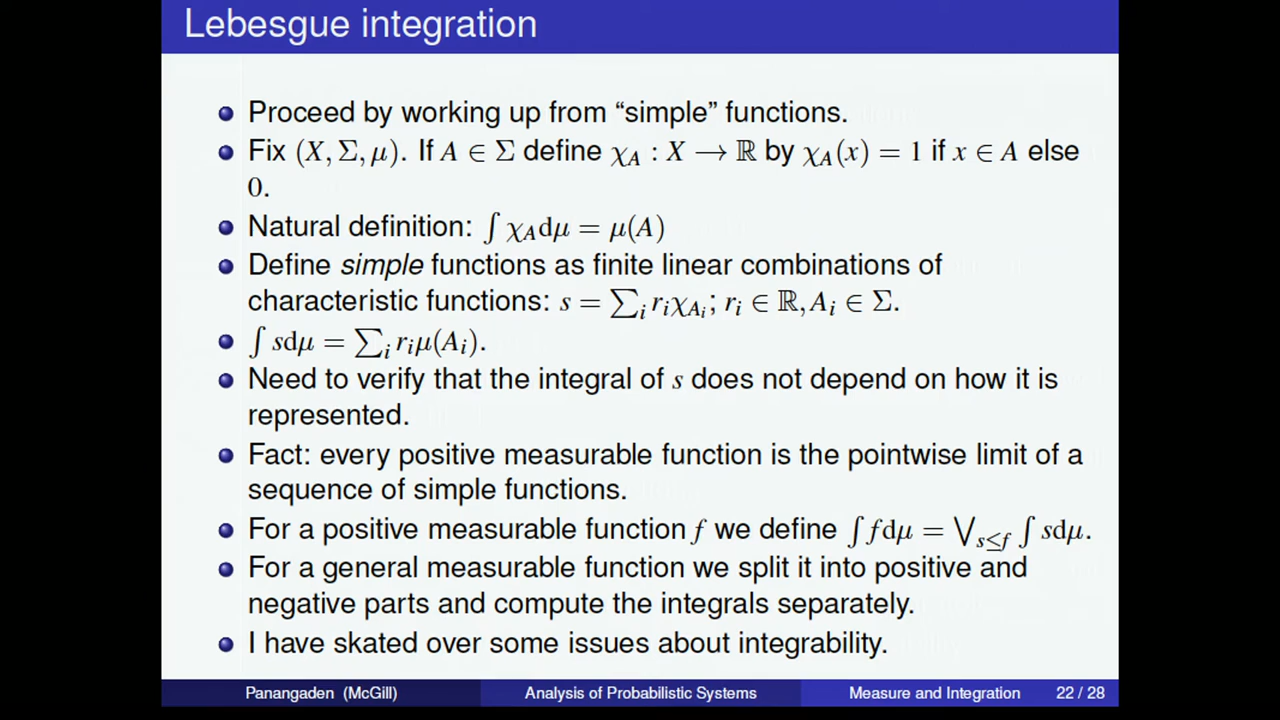 Lebesgue integration
Proceed by working up from “simple” functions.
Fix (X, Σ, μ). If A ∈ Σ define χ_A : X → ℝ by χ_A(x) = 1 if x ∈ A else
0.
Natural definition: ∫ χ_A dμ = μ(A)
Define simple functions as finite linear combinations of
characteristic functions: s = ∑_i r_i χ_{A_i}; r_i ∈ ℝ, A_i ∈ Σ.
∫ sdμ = ∑_i r_i μ(A_i).
Need to verify that the integral of s does not depend on how it is
represented.
Fact: every positive measurable function is the pointwise limit of a
sequence of simple functions.
For a positive measurable function f we define ∫ fdμ = ⋁_{s≤f} ∫ sdμ.
For a general measurable function we split it into positive and
negative parts and compute the integrals separately.
I have skated over some issues about integrability.
Panangaden (McGill) Analysis of Probabilistic Systems Measure and Integration 22 / 28